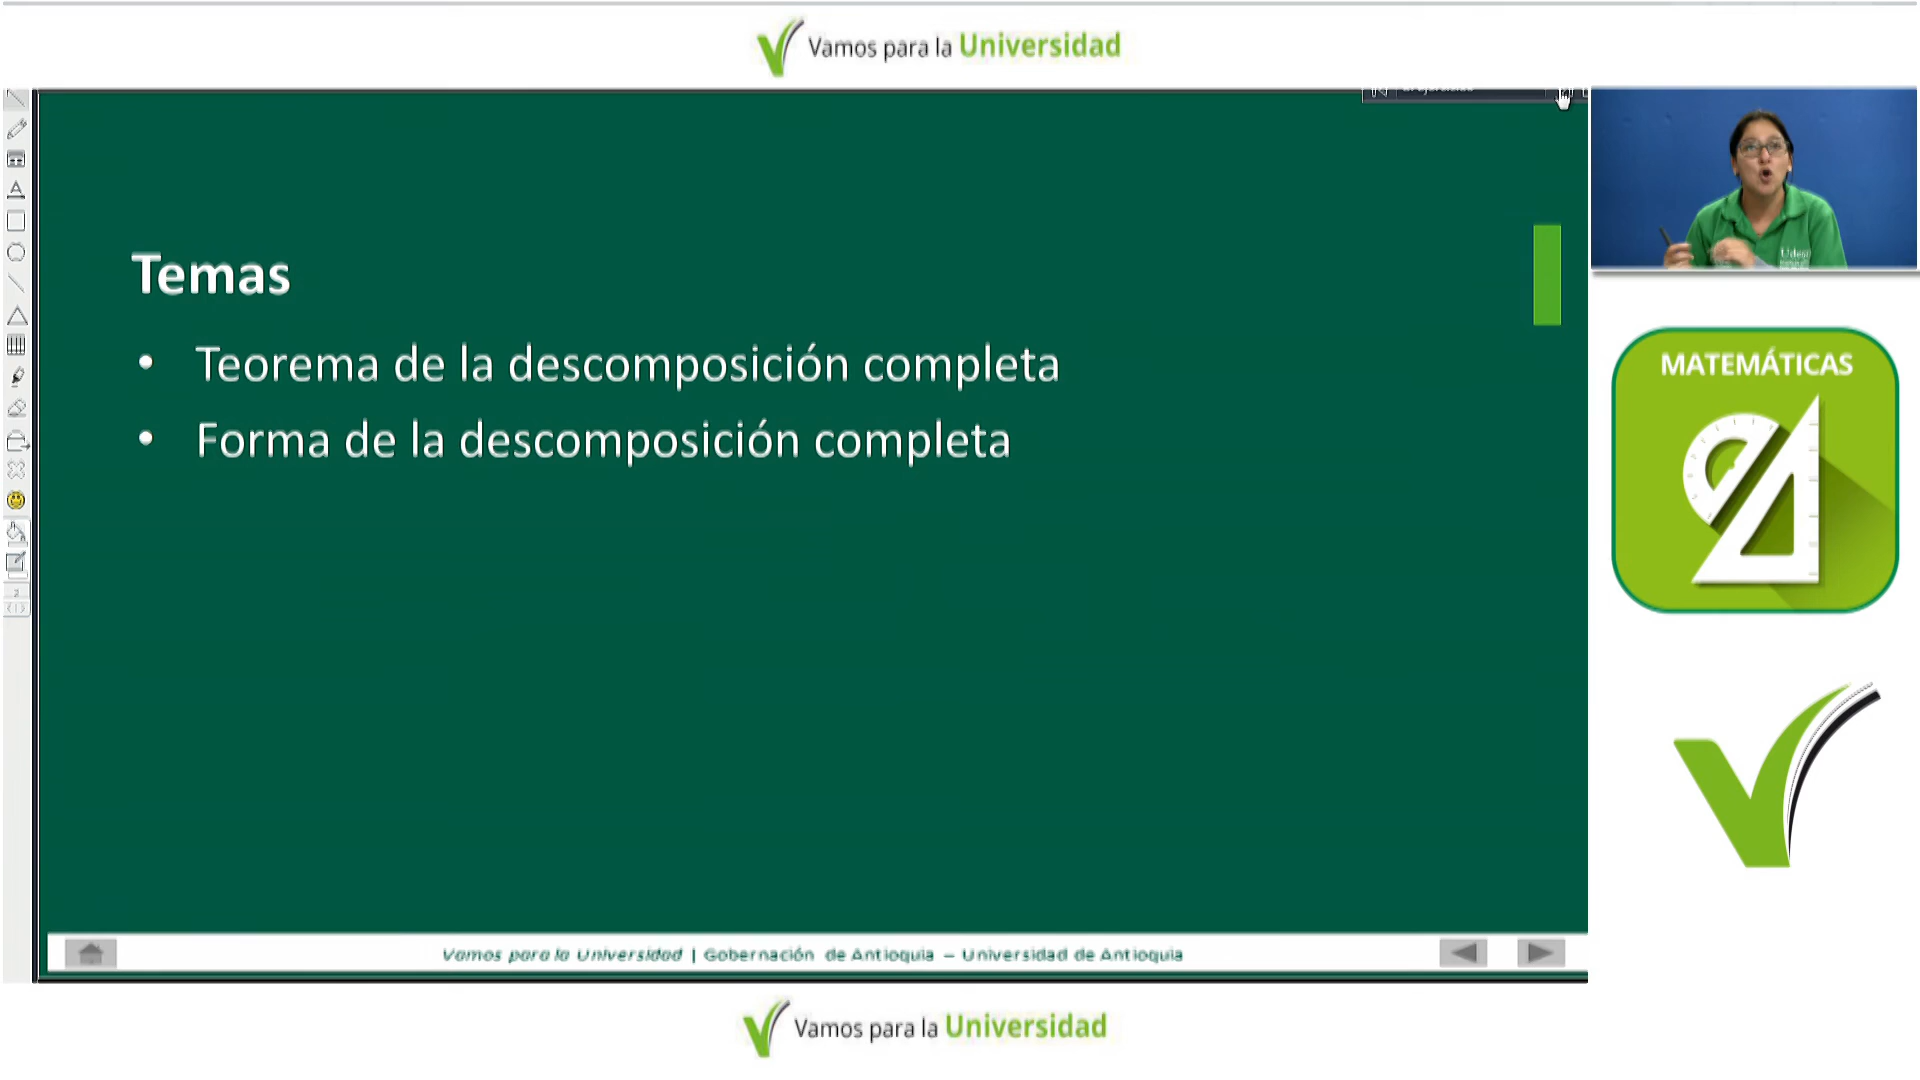 Vamos para la Universidad
Temas
• Teorema de la descomposición completa
• Forma de la descomposición completa
MATEMÁTICAS
Vamos para la Universidad | Gobernación de Antioquia – Universidad de Antioquia
Vamos para la Universidad